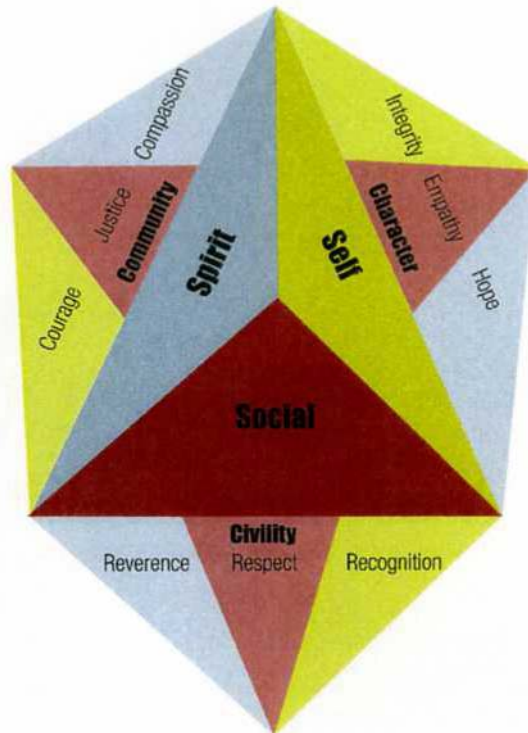 Compassion
Integrity
Justice
Community
Character
Empathy
Spirit
Self
Hope
Courage
Social
Civility
Reverence
Respect
Recognition